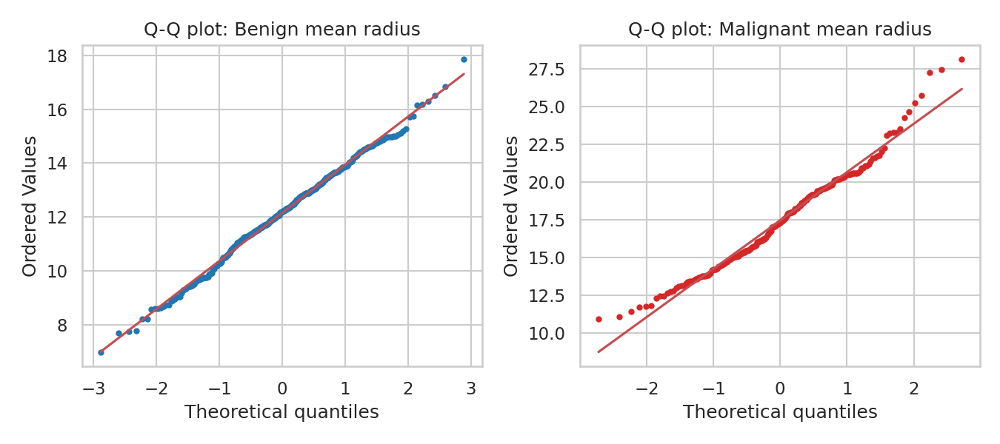 Q-Q plot: Benign mean radius
18
16
14
12
10
8
Ordered Values
−3 −2 −1 0 1 2 3
Theoretical quantiles
Q-Q plot: Malignant mean radius
27.5
25.0
22.5
20.0
17.5
15.0
12.5
10.0
Ordered Values
−2 −1 0 1 2
Theoretical quantiles